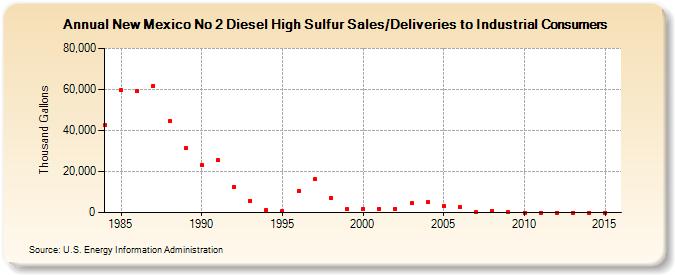 Annual New Mexico No 2 Diesel High Sulfur Sales/Deliveries to Industrial Consumers
Thousand Gallons
80,000
60,000
40,000
20,000
0
1985 1990 1995 2000 2005 2010 2015
Source: U.S. Energy Information Administration